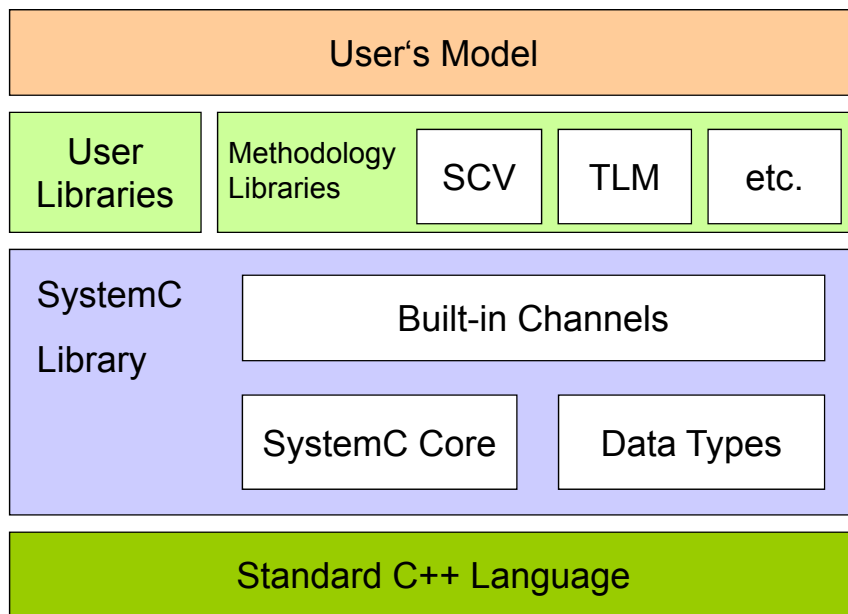 User‘s Model
User
Libraries
Methodology
Libraries
SCV
TLM
etc.
SystemC
Library
Built-in Channels
SystemC Core
Data Types
Standard C++ Language